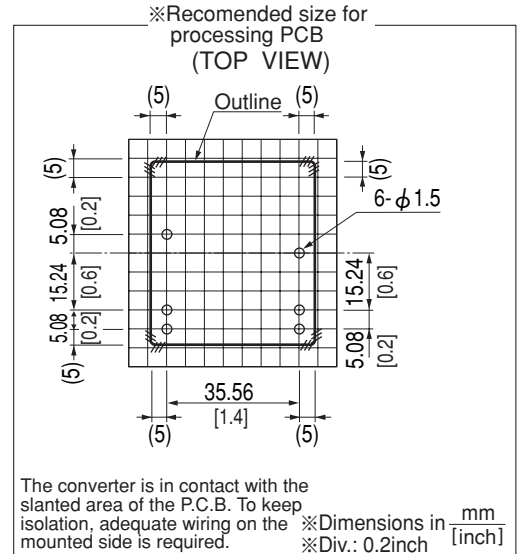 ※Recomended size for
processing PCB
(TOP VIEW)
(5)
Outline
(5)
(5)
(5)
6-ϕ1.5
5.08
[0.2]
15.24
[0.6]
15.24
[0.6]
5.08
[0.2]
5.08
[0.2]
(5)
35.56
[1.4]
(5)
(5)
The converter is in contact with the
slanted area of the P.C.B. To keep
isolation, adequate wiring on the
mounted side is required.
※Dimensions in mm
[inch]
※Div.: 0.2inch